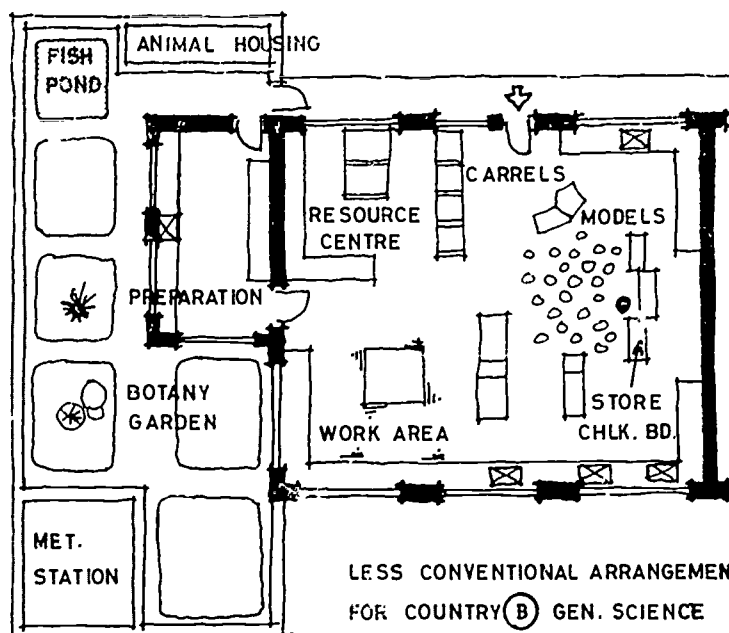 ANIMAL HOUSING
FISH
POND
CARRELS
RESOURCE
CENTRE
MODELS
PREPARATION
BOTANY
GARDEN
WORK AREA
STORE
CHLK. BD.
MET.
STATION
LESS CONVENTIONAL ARRANGEMEN
FOR COUNTRY B GEN. SCIENCE